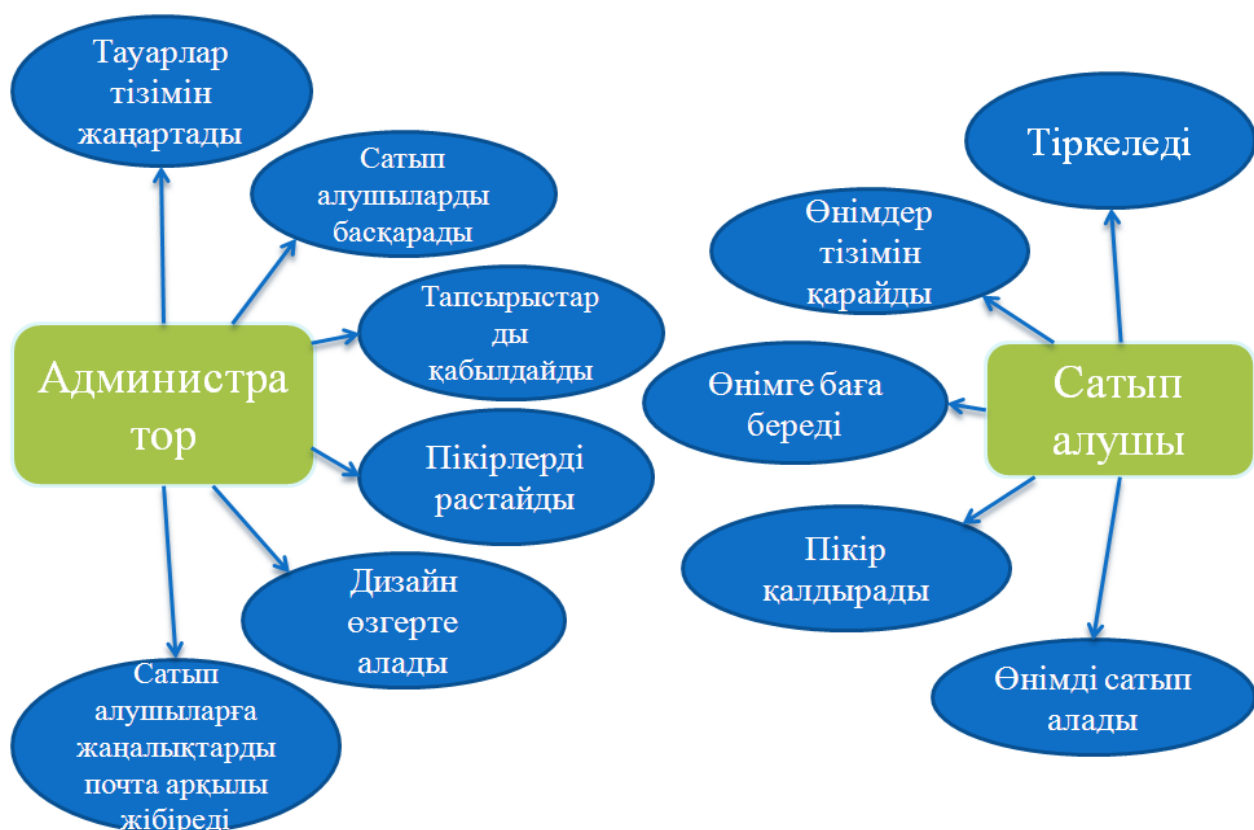 Тауарлар
тізімін
жаңартады
Сатып
алушыларды
басқарады
Тапсырыстар
ды
қабылдайды
Администра
тор
Пікірлерді
растайды
Дизайн
өзгерте
алады
Сатып
алушыларға
жаңалықтарды
почта арқылы
жібіреді
Тіркеледі
Өнімдер
тізімін
қарайды
Өнімге баға
береді
Сатып
алушы
Пікір
қалдырады
Өнімді сатып
алады